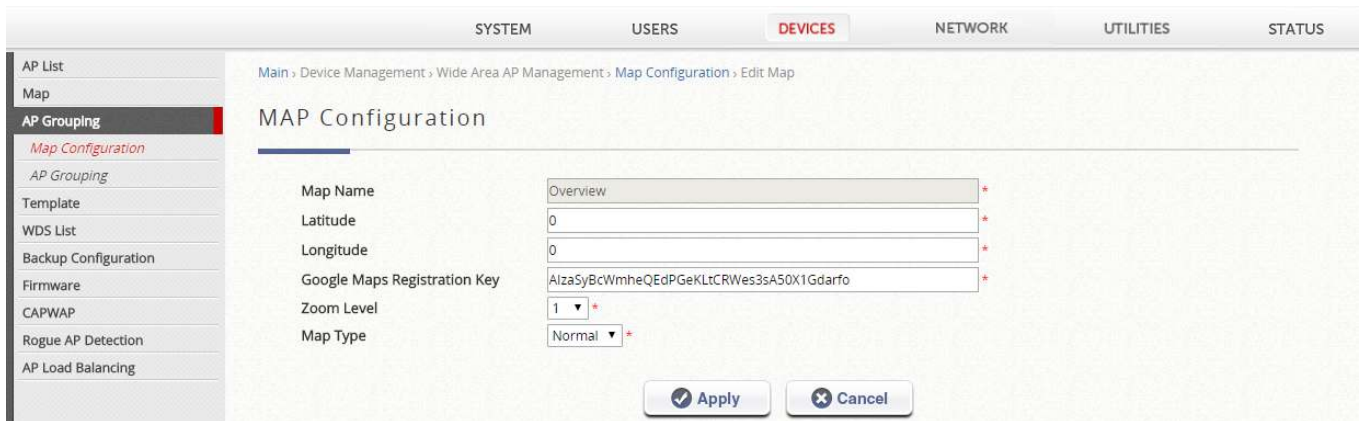 SYSTEM USERS DEVICES NETWORK UTILITIES STATUS
AP List
Map
AP Grouping
Map Configuration
AP Grouping
Template
WDS List
Backup Configuration
Firmware
CAPWAP
Rogue AP Detection
AP Load Balancing
Main › Device Management › Wide Area AP Management › Map Configuration › Edit Map
MAP Configuration
Map Name Overview *
Latitude 0 *
Longitude 0 *
Google Maps Registration Key AIzaSyBcWmheQEdPGeKLtCRWes3sA50X1Gdarfo *
Zoom Level 1 *
Map Type Normal *
Apply Cancel